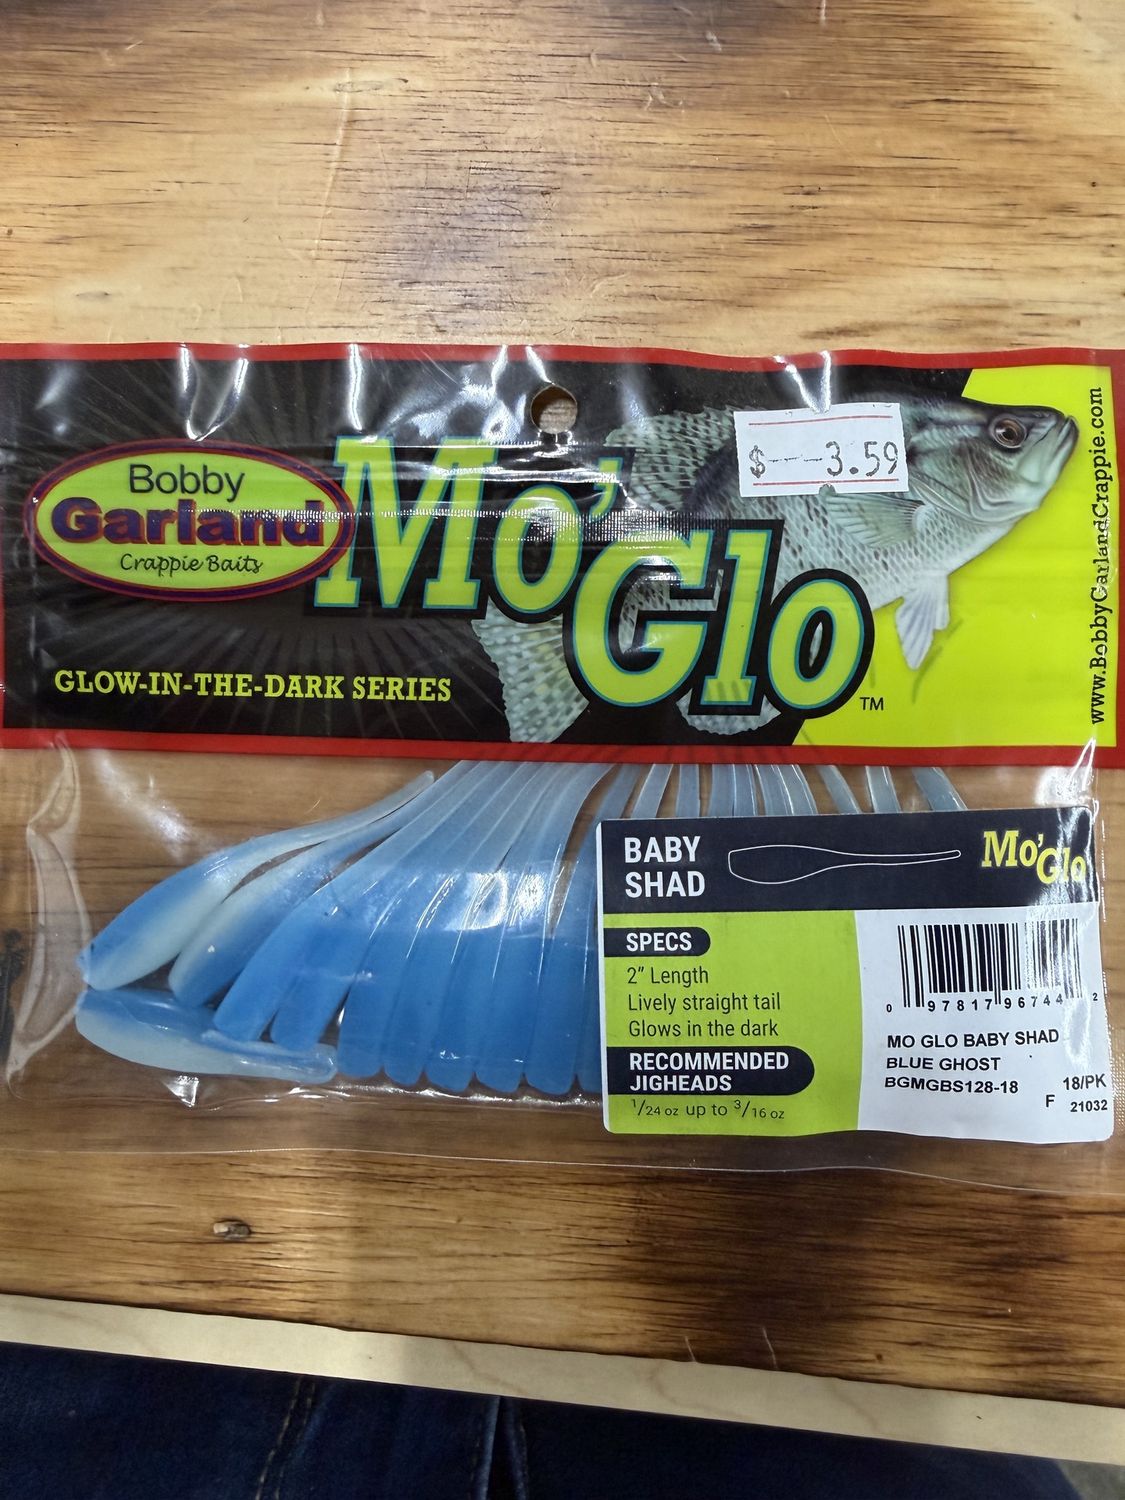 Bobby
Garland
Crappie Baits
Mo'Glo™
GLOW-IN-THE-DARK SERIES
$---3.59
www.BobbyGarlandCrappie.com
BABY
SHAD
Mo'Glo
SPECS
2" Length
Lively straight tail
Glows in the dark
RECOMMENDED
JIGHEADS
1/24 oz up to 3/16 oz
0 97817 96744 2
MO GLO BABY SHAD
BLUE GHOST
BGMGBS128-18
18/PK
F 21032